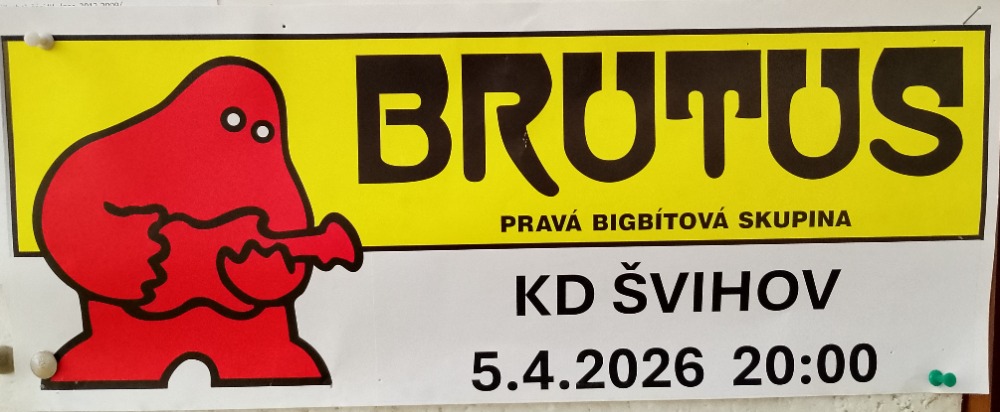 BRUTUS
PRAVÁ BIGBÍTOVÁ SKUPINA
KD ŠVIHOV
5.4.2026 20:00